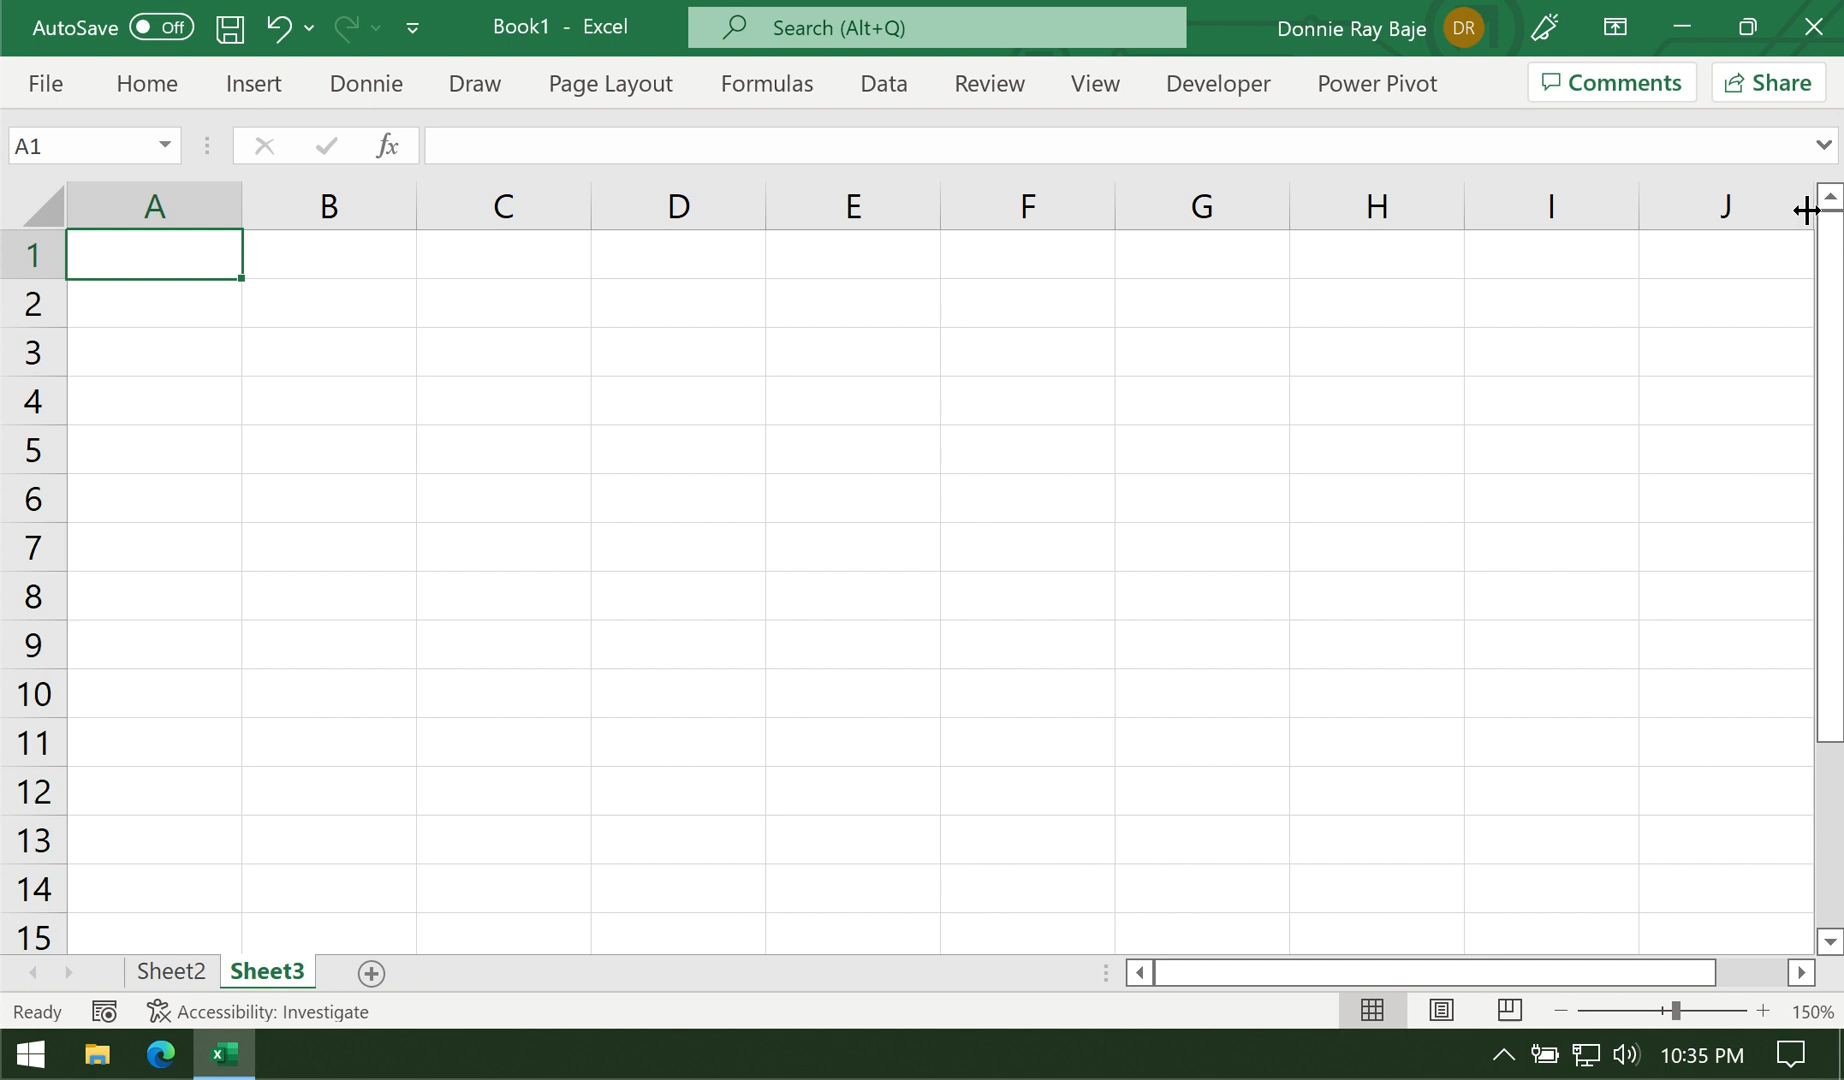 AutoSave Off Book1 - Excel Search (Alt+Q) Donnie Ray Baje DR
File Home Insert Donnie Draw Page Layout Formulas Data Review View Developer Power Pivot Comments Share
A1 fx
A B C D E F G H I J
1
2
3
4
5
6
7
8
9
10
11
12
13
14
15
Sheet2 Sheet3
Ready Accessibility: Investigate 150%
10:35 PM